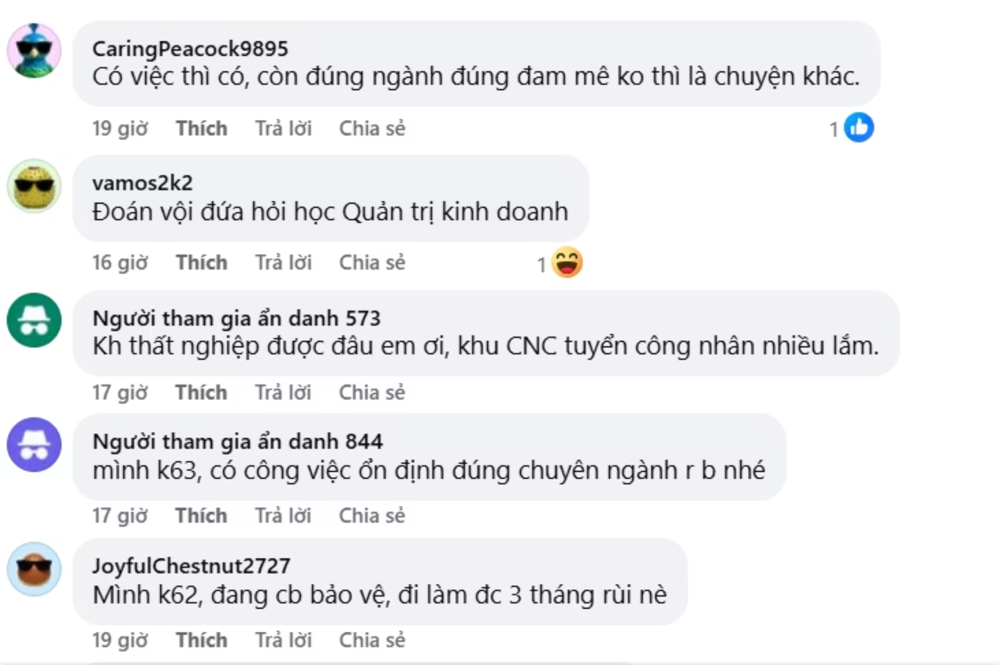 CaringPeacock9895
Có việc thì có, còn đúng ngành đúng đam mê ko thì là chuyện khác.
19 giờ Thích Trả lời Chia sẻ 1
vamos2k2
Đoán vội đứa hỏi học Quản trị kinh doanh
16 giờ Thích Trả lời Chia sẻ 1
Người tham gia ẩn danh 573
Kh thất nghiệp được đâu em ơi, khu CNC tuyển công nhân nhiều lắm.
17 giờ Thích Trả lời Chia sẻ
Người tham gia ẩn danh 844
mình k63, có công việc ổn định đúng chuyên ngành r b nhé
17 giờ Thích Trả lời Chia sẻ
JoyfulChestnut2727
Mình k62, đang cb bảo vệ, đi làm đc 3 tháng rùi nè
19 giờ Thích Trả lời Chia sẻ